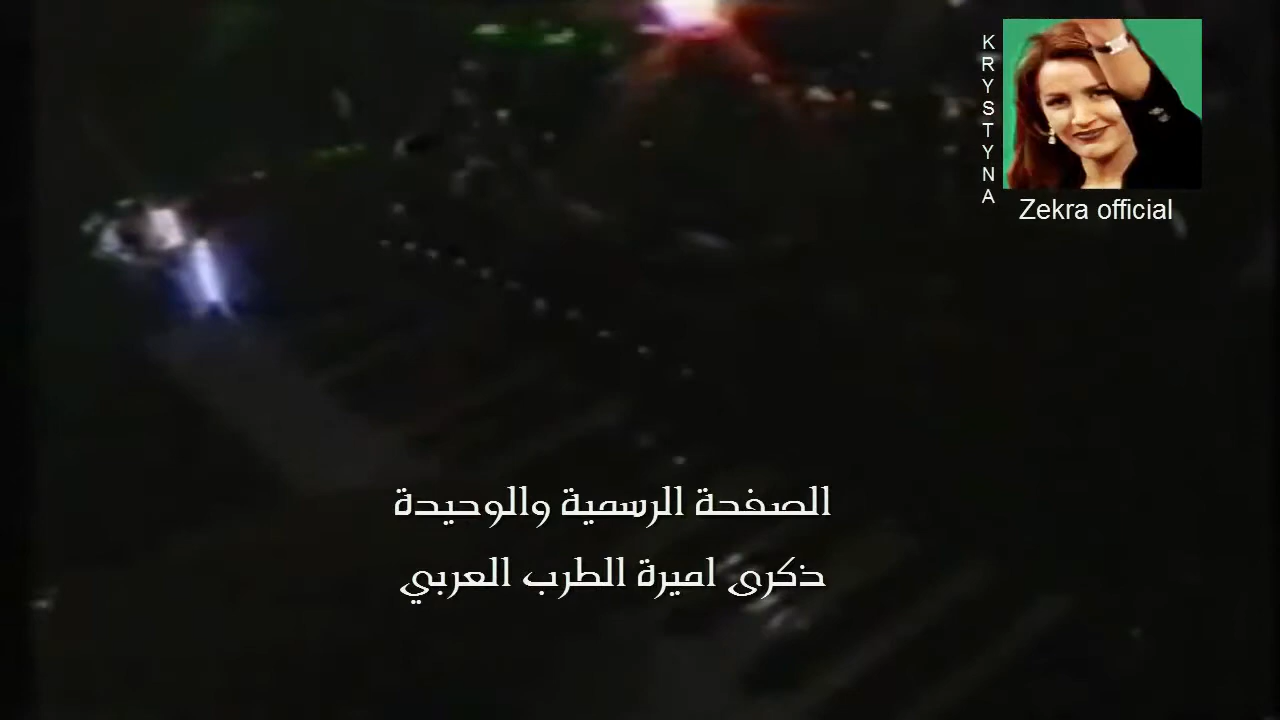 KRYSTYNA
Zekra official
الصفحة الرسمية والوحيدة
ذكرى اميرة الطرب العربي